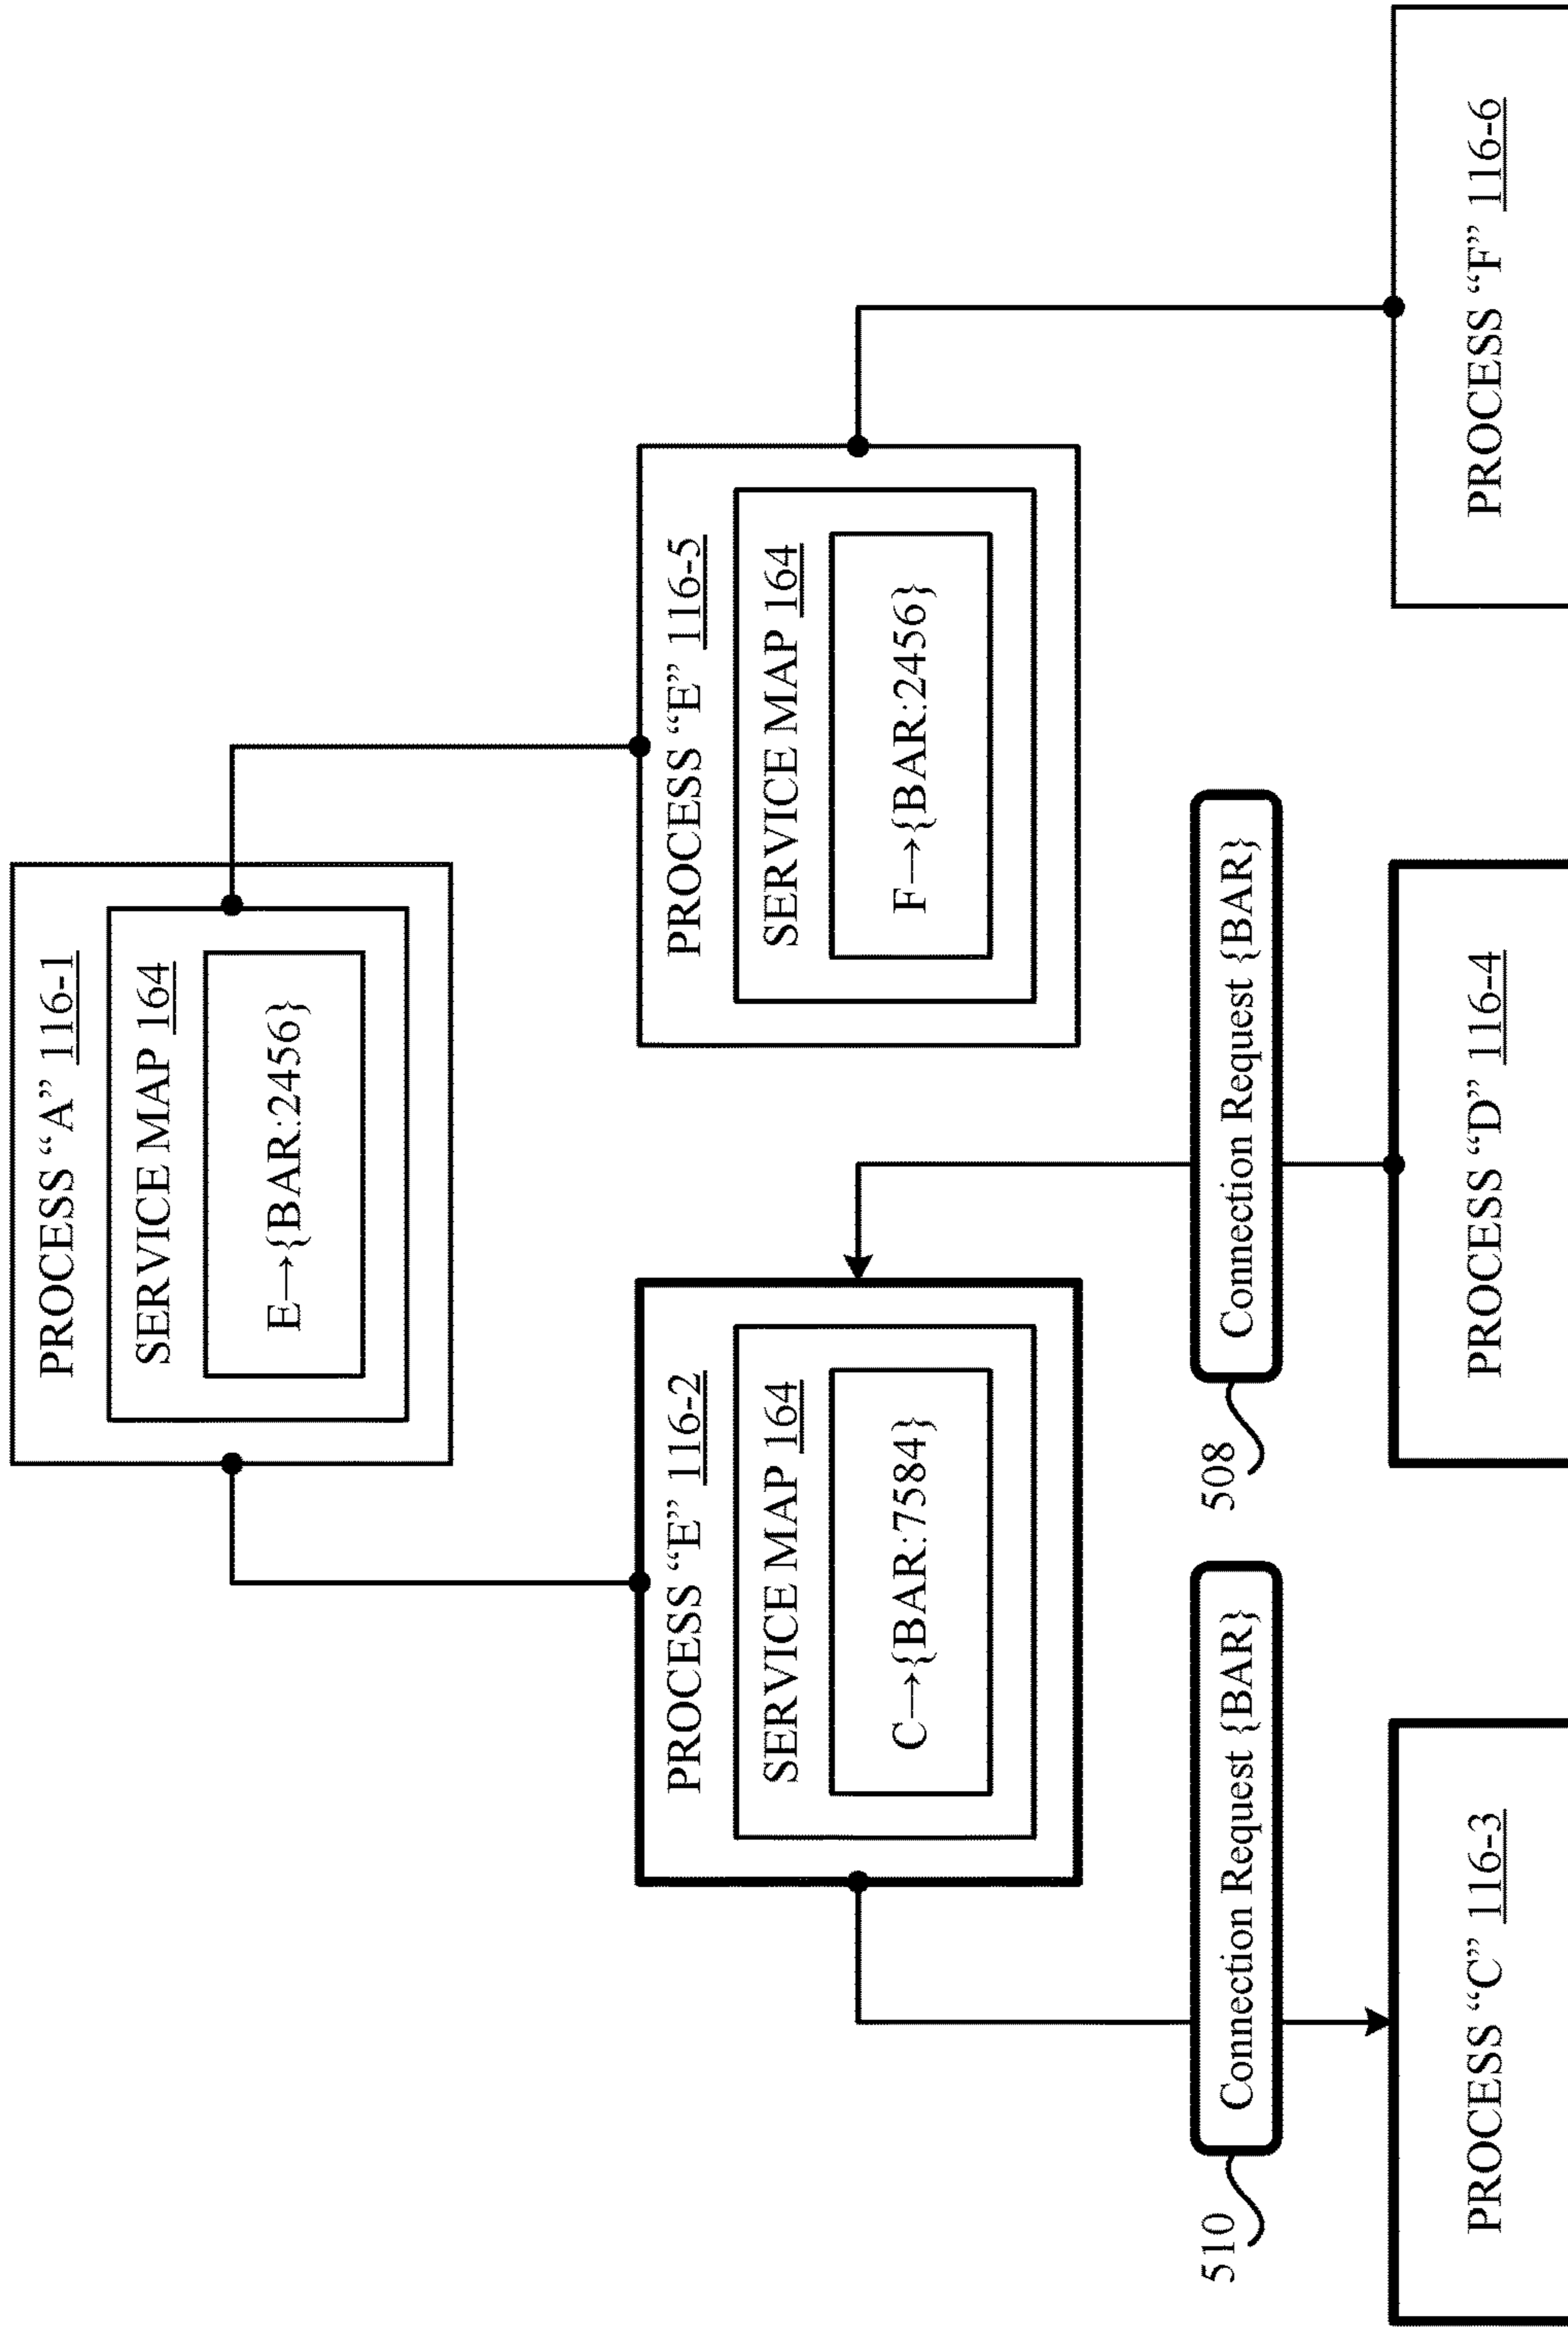 PROCESS “A” 116-1
SERVICE MAP 164
E→{BAR:2456}
PROCESS “E” 116-2
SERVICE MAP 164
C→{BAR:7584}
PROCESS “E” 116-5
SERVICE MAP 164
F→{BAR:2456}
510
Connection Request {BAR}
508
Connection Request {BAR}
PROCESS “C” 116-3
PROCESS “D” 116-4
PROCESS “F” 116-6